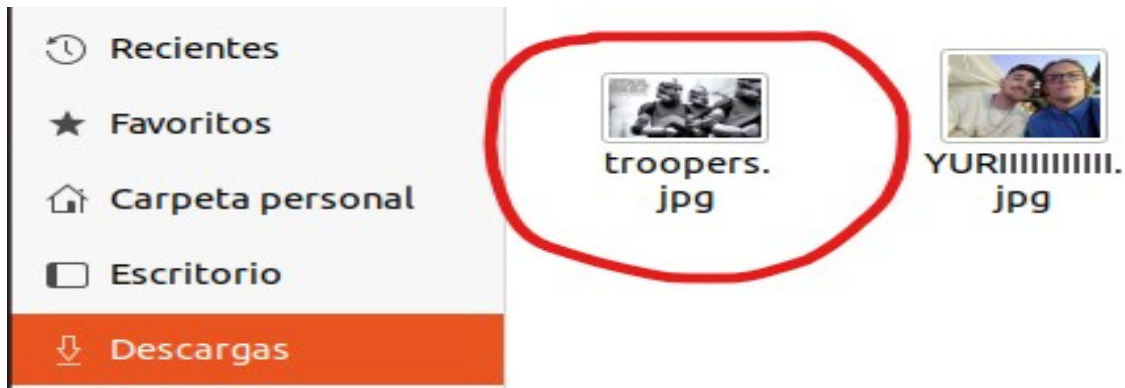 Recientes
Favoritos
Carpeta personal
Escritorio
Descargas
troopers.
jpg
YURIIIIIIIIIII.
jpg